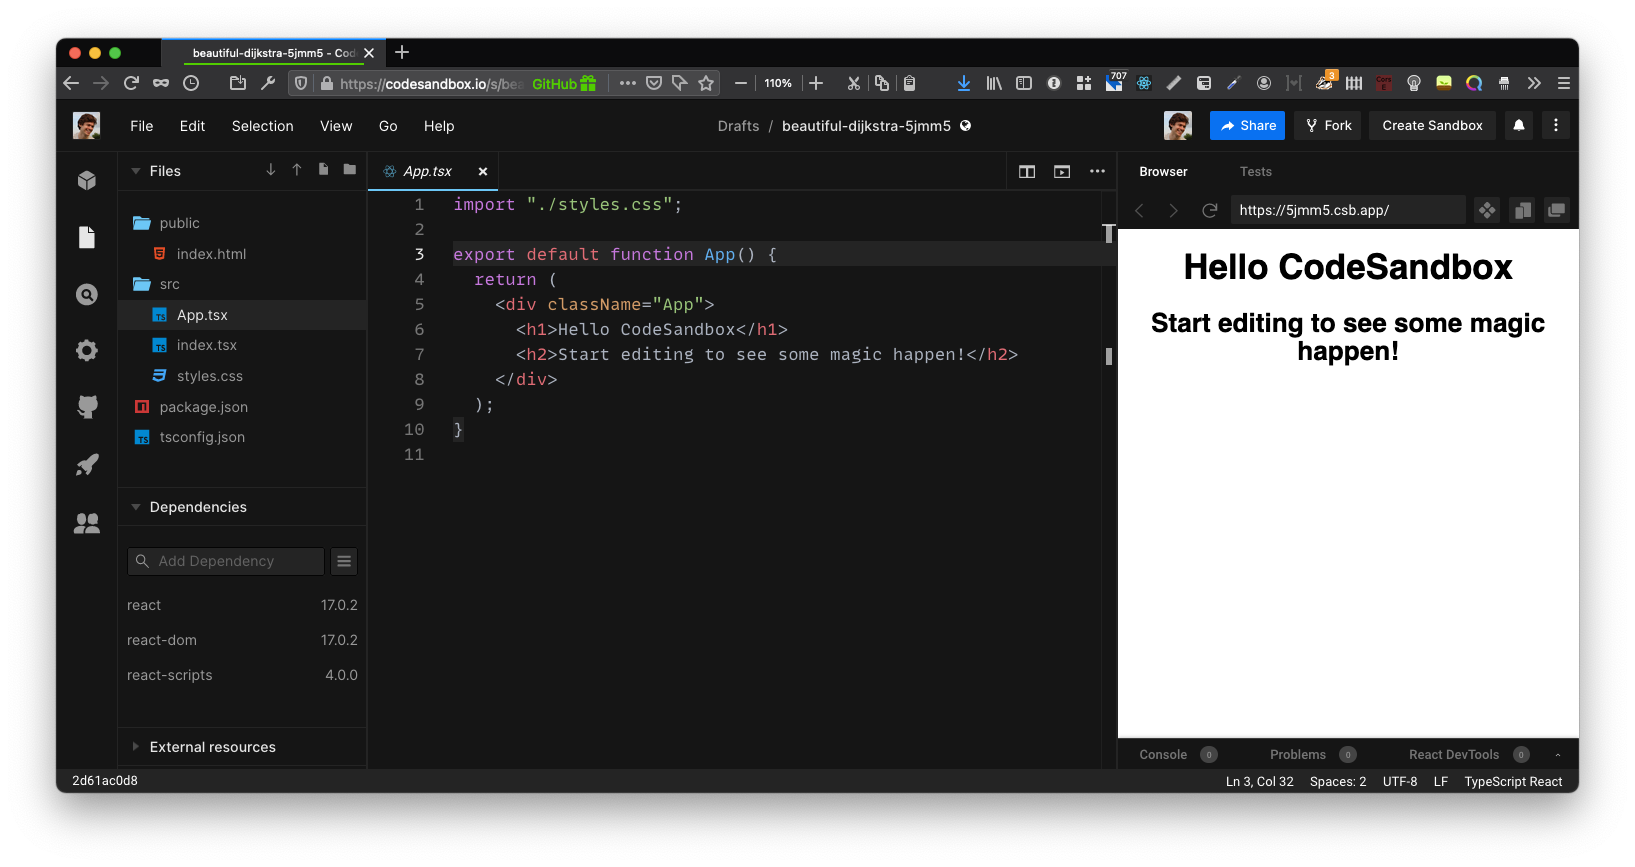 beautiful-dijkstra-5jmm5 - Cod
https://codesandbox.io/s/bea
GitHub
110%
707
3
File Edit Selection View Go Help
Drafts / beautiful-dijkstra-5jmm5
Share
Fork
Create Sandbox
Files
App.tsx
Browser
Tests
https://5jmm5.csb.app/
public
index.html
src
App.tsx
index.tsx
styles.css
package.json
tsconfig.json
Dependencies
Add Dependency
react 17.0.2
react-dom 17.0.2
react-scripts 4.0.0
External resources
1 import "./styles.css";
2
3 export default function App() {
4 return (
5 <div className="App">
6 <h1>Hello CodeSandbox</h1>
7 <h2>Start editing to see some magic happen!</h2>
8 </div>
9 );
10 }
11
Hello CodeSandbox
Start editing to see some magic
happen!
Console 0
Problems 0
React DevTools 0
2d61ac0d8
Ln 3, Col 32 Spaces: 2 UTF-8 LF TypeScript React